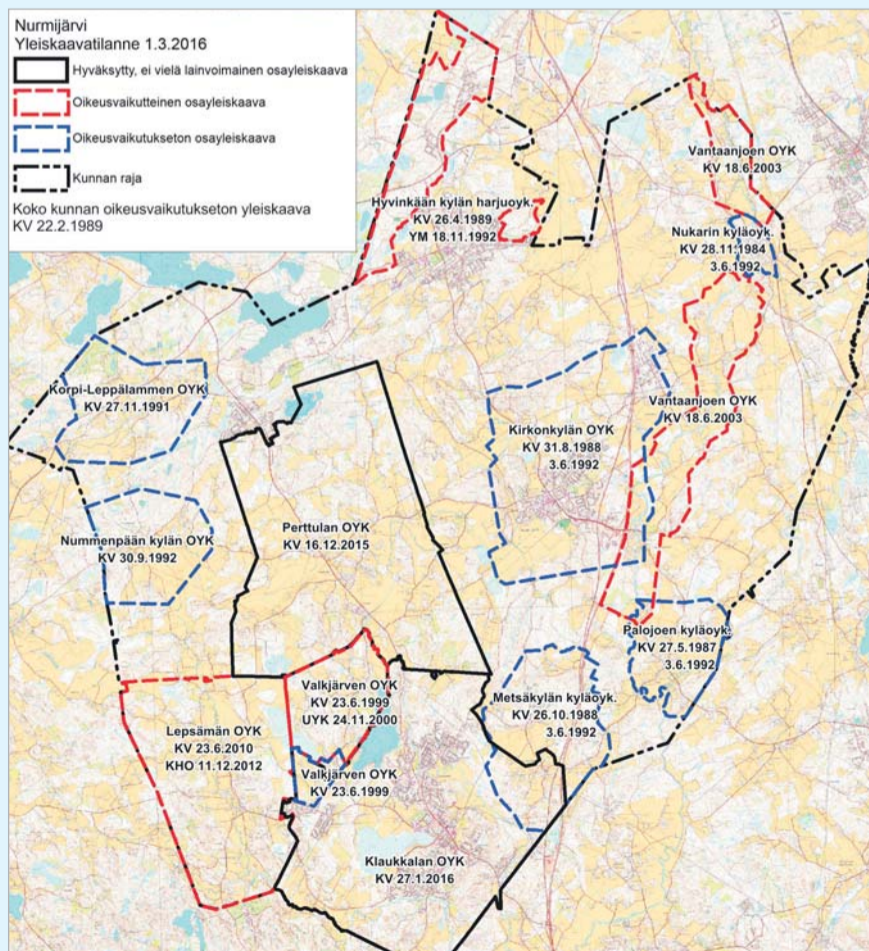 Nurmijärvi
Yleiskaavatilanne 1.3.2016
Hyväksytty, ei vielä lainvoimainen osayleiskaava
Oikeusvaikutteinen osayleiskaava
Oikeusvaikutukseton osayleiskaava
Kunnan raja
Koko kunnan oikeusvaikutukseton yleiskaava
KV 22.2.1989
Vantaanjoen OYK
KV 18.6.2003
Hyvinkään kylän harjuoyk.
KV 26.4.1989
YM 18.11.1992
Nukarin kyläoyk.
KV 28.11.1984
3.6.1992
Korpi-Leppälammen OYK
KV 27.11.1991
Vantaanjoen OYK
KV 18.6.2003
Kirkonkylän OYK
KV 31.8.1988
3.6.1992
Perttulan OYK
KV 16.12.2015
Nummenpään kylän OYK
KV 30.9.1992
Palojoen kyläoyk.
KV 27.5.1987
3.6.1992
Valkjärven OYK
KV 23.6.1999
UYK 24.11.2000
Metsäkylän kyläoyk.
KV 26.10.1988
3.6.1992
Lepsämän OYK
KV 23.6.2010
KHO 11.12.2012
Valkjärven OYK
KV 23.6.1999
Klaukkalan OYK
KV 27.1.2016